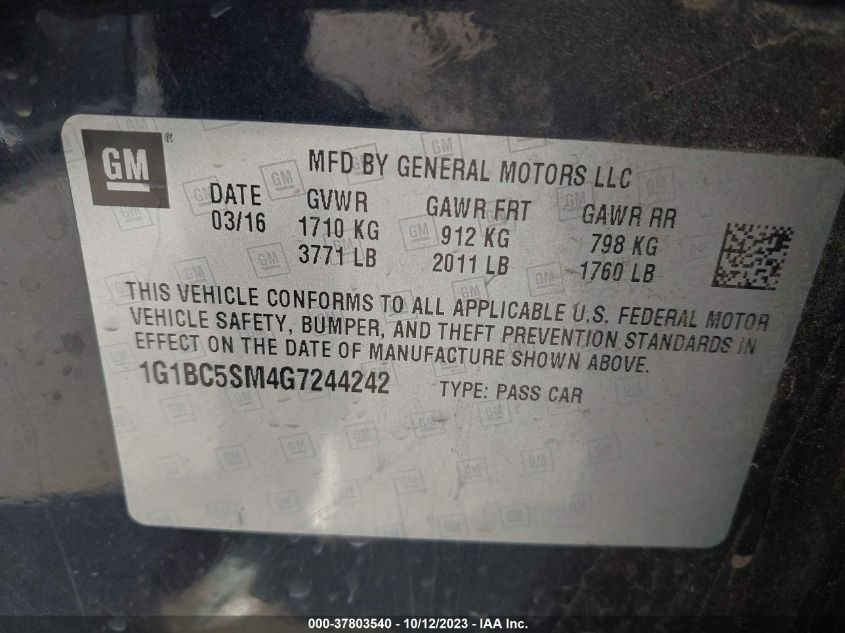 GM®
MFD BY GENERAL MOTORS LLC
DATE GVWR GAWR FRT GAWR RR
03/16 1710 KG 912 KG 798 KG
3771 LB 2011 LB 1760 LB
THIS VEHICLE CONFORMS TO ALL APPLICABLE U.S. FEDERAL MOTOR
VEHICLE SAFETY, BUMPER, AND THEFT PREVENTION STANDARDS IN
EFFECT ON THE DATE OF MANUFACTURE SHOWN ABOVE.
1G1BC5SM4G7244242 TYPE: PASS CAR
000-37803540 - 10/12/2023 - IAA Inc.